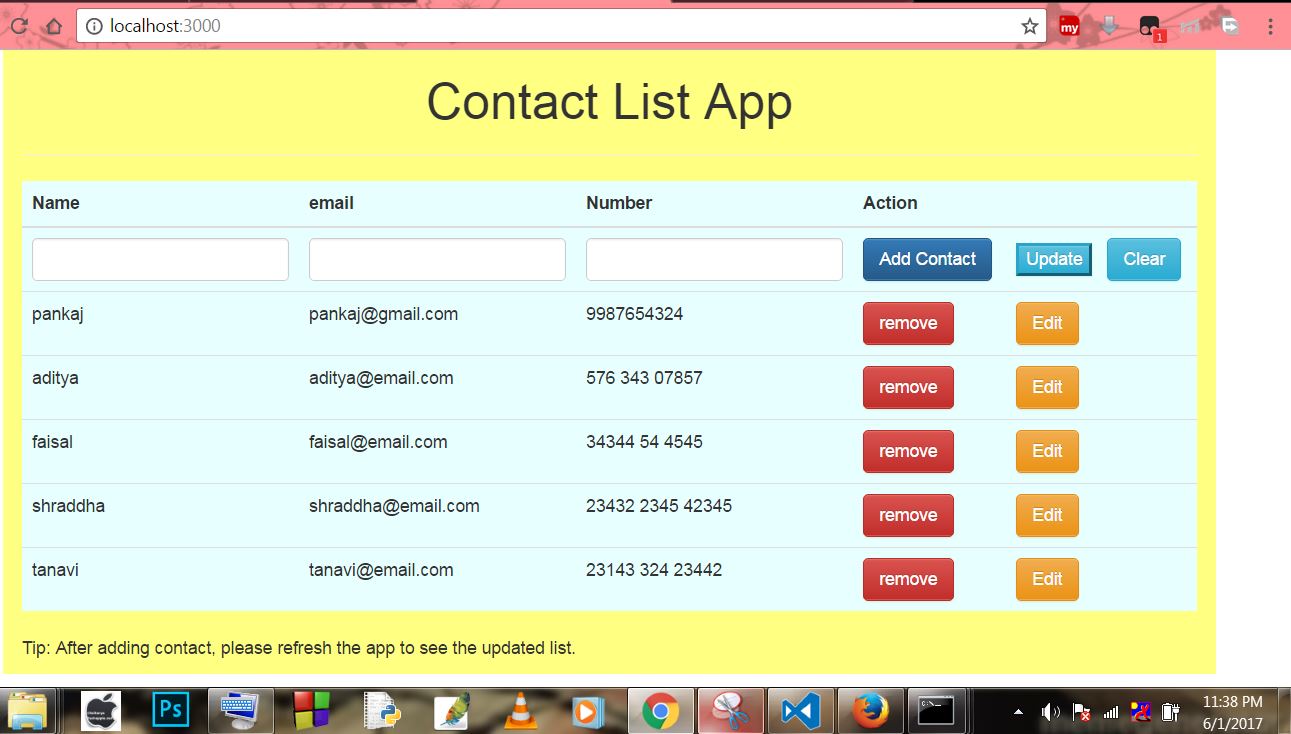 localhost:3000
my
1
Contact List App
Name email Number Action
Add Contact Update Clear
pankaj pankaj@gmail.com 9987654324 remove Edit
aditya aditya@email.com 576 343 07857 remove Edit
faisal faisal@email.com 34344 54 4545 remove Edit
shraddha shraddha@email.com 23432 2345 42345 remove Edit
tanavi tanavi@email.com 23143 324 23442 remove Edit
Tip: After adding contact, please refresh the app to see the updated list.
Ps
C:\_
11:38 PM
6/1/2017